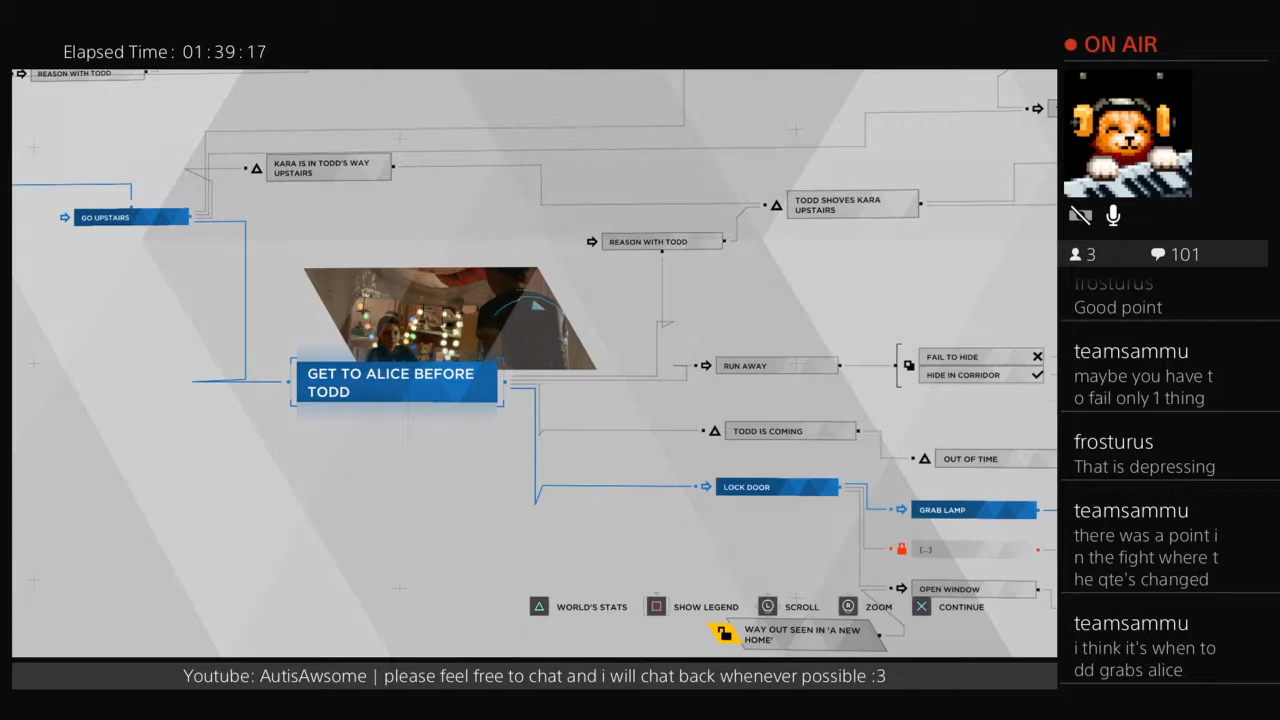 Elapsed Time: 01:39:17
ON AIR
REASON WITH TODD
KARA IS IN TODD'S WAY
UPSTAIRS
GO UPSTAIRS
TODD SHOVES KARA
UPSTAIRS
REASON WITH TODD
GET TO ALICE BEFORE
TODD
RUN AWAY
FAIL TO HIDE
HIDE IN CORRIDOR
TODD IS COMING
OUT OF TIME
LOCK DOOR
GRAB LAMP
[...]
OPEN WINDOW
WORLD'S STATS
SHOW LEGEND
L SCROLL
R ZOOM
CONTINUE
WAY OUT SEEN IN 'A NEW
HOME'
3 101
frosturus
Good point
teamsammu
maybe you have t
o fail only 1 thing
frosturus
That is depressing
teamsammu
there was a point i
n the fight where t
he qte's changed
teamsammu
i think it's when to
dd grabs alice
Youtube: AutisAwsome | please feel free to chat and i will chat back whenever possible :3